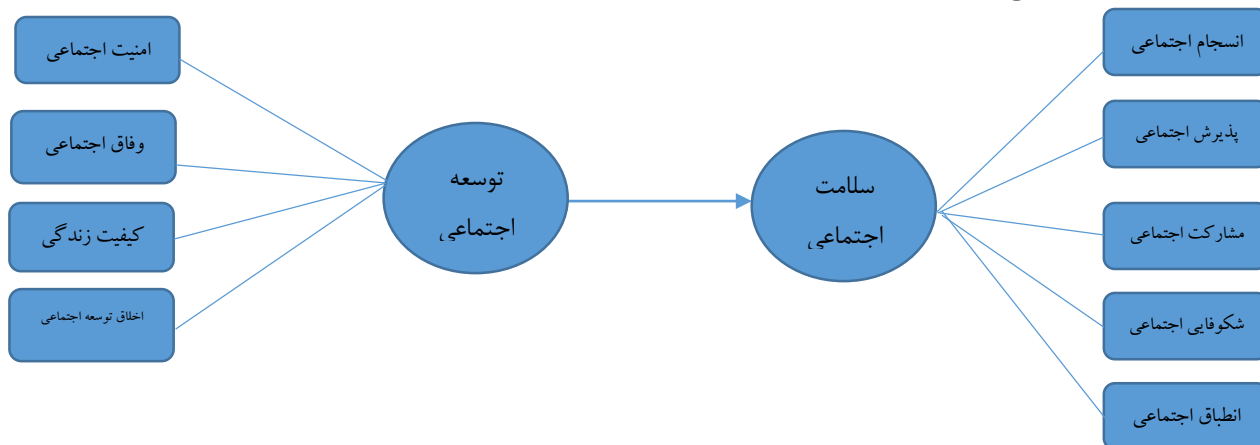 انسجام اجتماعی
پذیرش اجتماعی
مشارکت اجتماعی
شکوفایی اجتماعی
انطباق اجتماعی
سلامت
اجتماعی
توسعه
اجتماعی
امنیت اجتماعی
وفاق اجتماعی
کیفیت زندگی
اخلاق توسعه اجتماعی